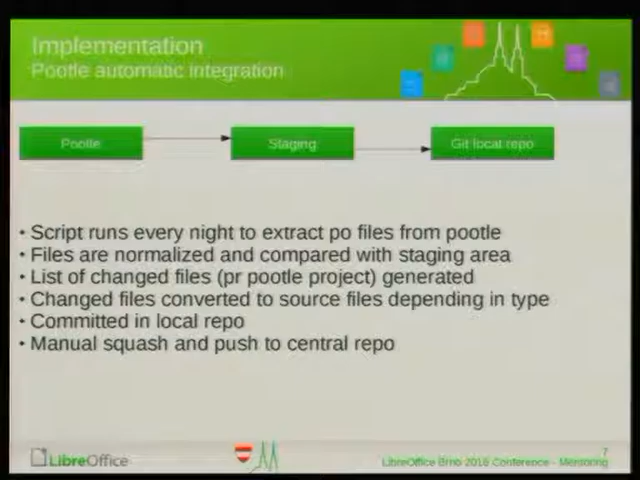 Implementation
Pootle automatic integration
Pootle
Staging
Git local repo
• Script runs every night to extract po files from pootle
• Files are normalized and compared with staging area
• List of changed files (pr pootle project) generated
• Changed files converted to source files depending in type
• Committed in local repo
• Manual squash and push to central repo
7
LibreOffice
LibreOffice Brno 2016 Conference - Mentoring